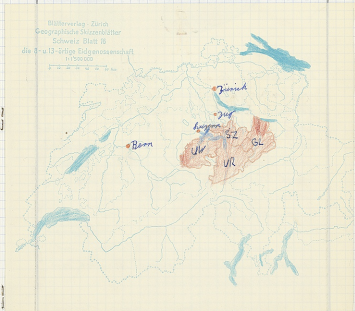 Blätterverlag Zürich
Geographische Skizzenblätter
Schweiz Blatt 16
die 8- u. 13-örtige Eidgenossenschaft
Zürich
Zug
Luzern
SZ
Bern
UW
GL
UR